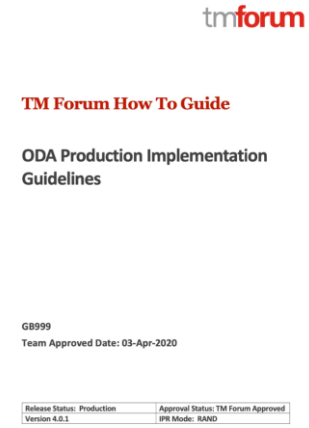 tmforum
TM Forum How To Guide
ODA Production Implementation
Guidelines
GB999
Team Approved Date: 03-Apr-2020
Release Status: Production Approval Status: TM Forum Approved
Version 4.0.1 IPR Mode: RAND